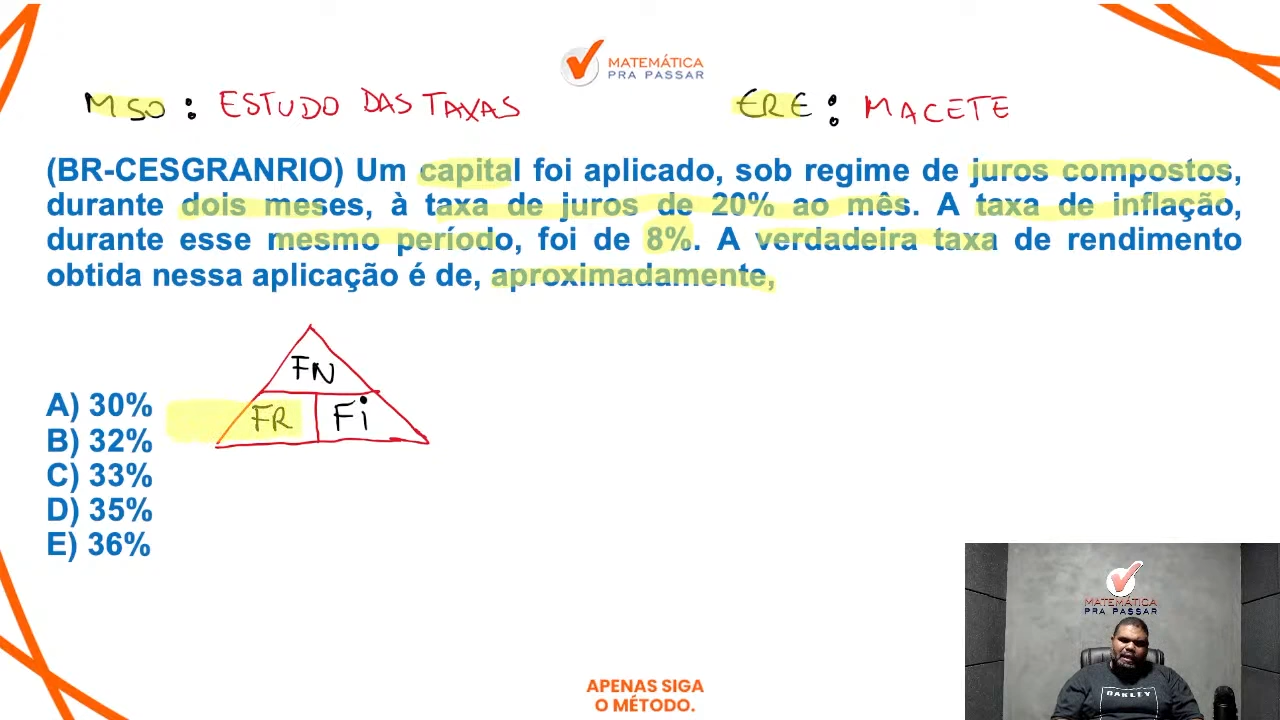 MATEMÁTICA
PRA PASSAR
MSO : ESTUDO DAS TAXAS
ERE : MACETE
(BR-CESGRANRIO) Um capital foi aplicado, sob regime de juros compostos,
durante dois meses, à taxa de juros de 20% ao mês. A taxa de inflação,
durante esse mesmo período, foi de 8%. A verdadeira taxa de rendimento
obtida nessa aplicação é de, aproximadamente,
FN
FR
Fi
A) 30%
B) 32%
C) 33%
D) 35%
E) 36%
MATEMÁTICA
PRA PASSAR
OAKLEY
APENAS SIGA
O MÉTODO.